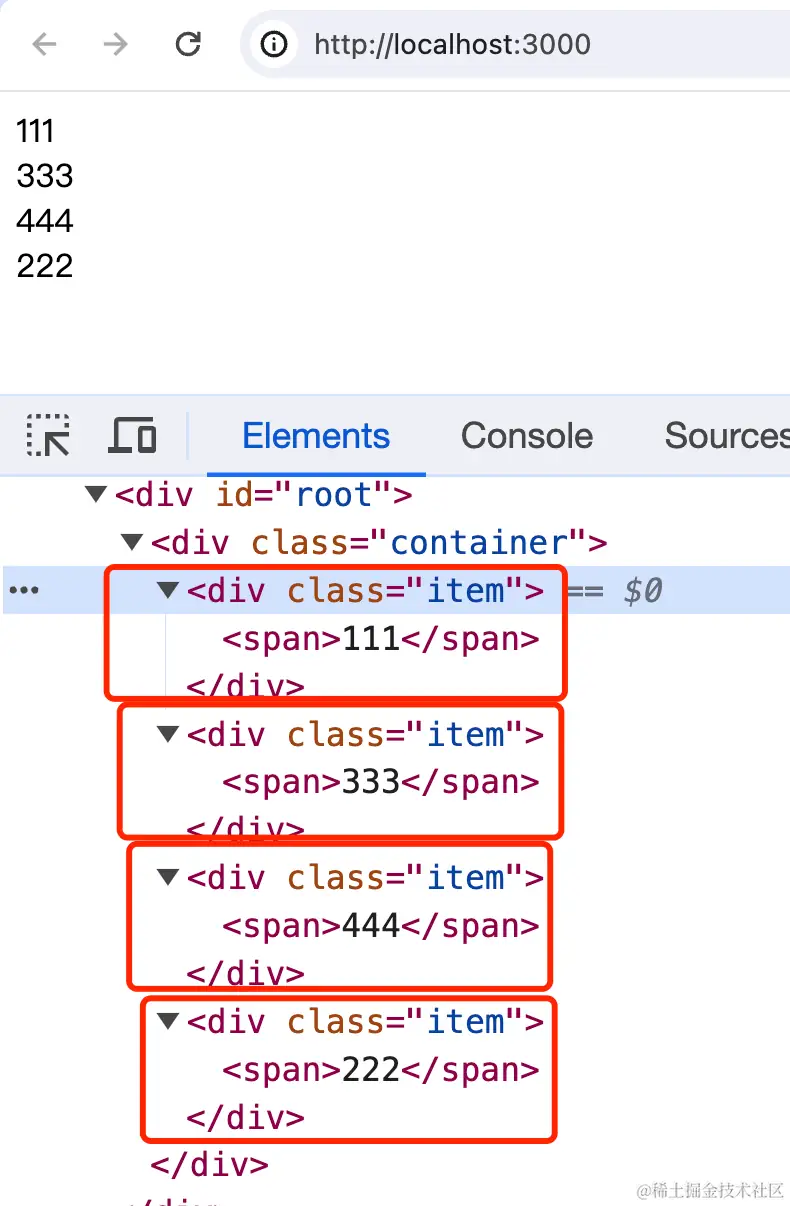 http://localhost:3000
111
333
444
222
Elements Console Sources
<div id="root">
<div class="container">
<div class="item"> == $0
<span>111</span>
</div>
<div class="item">
<span>333</span>
</div>
<div class="item">
<span>444</span>
</div>
<div class="item">
<span>222</span>
</div>
</div>
</div>
@稀土掘金技术社区